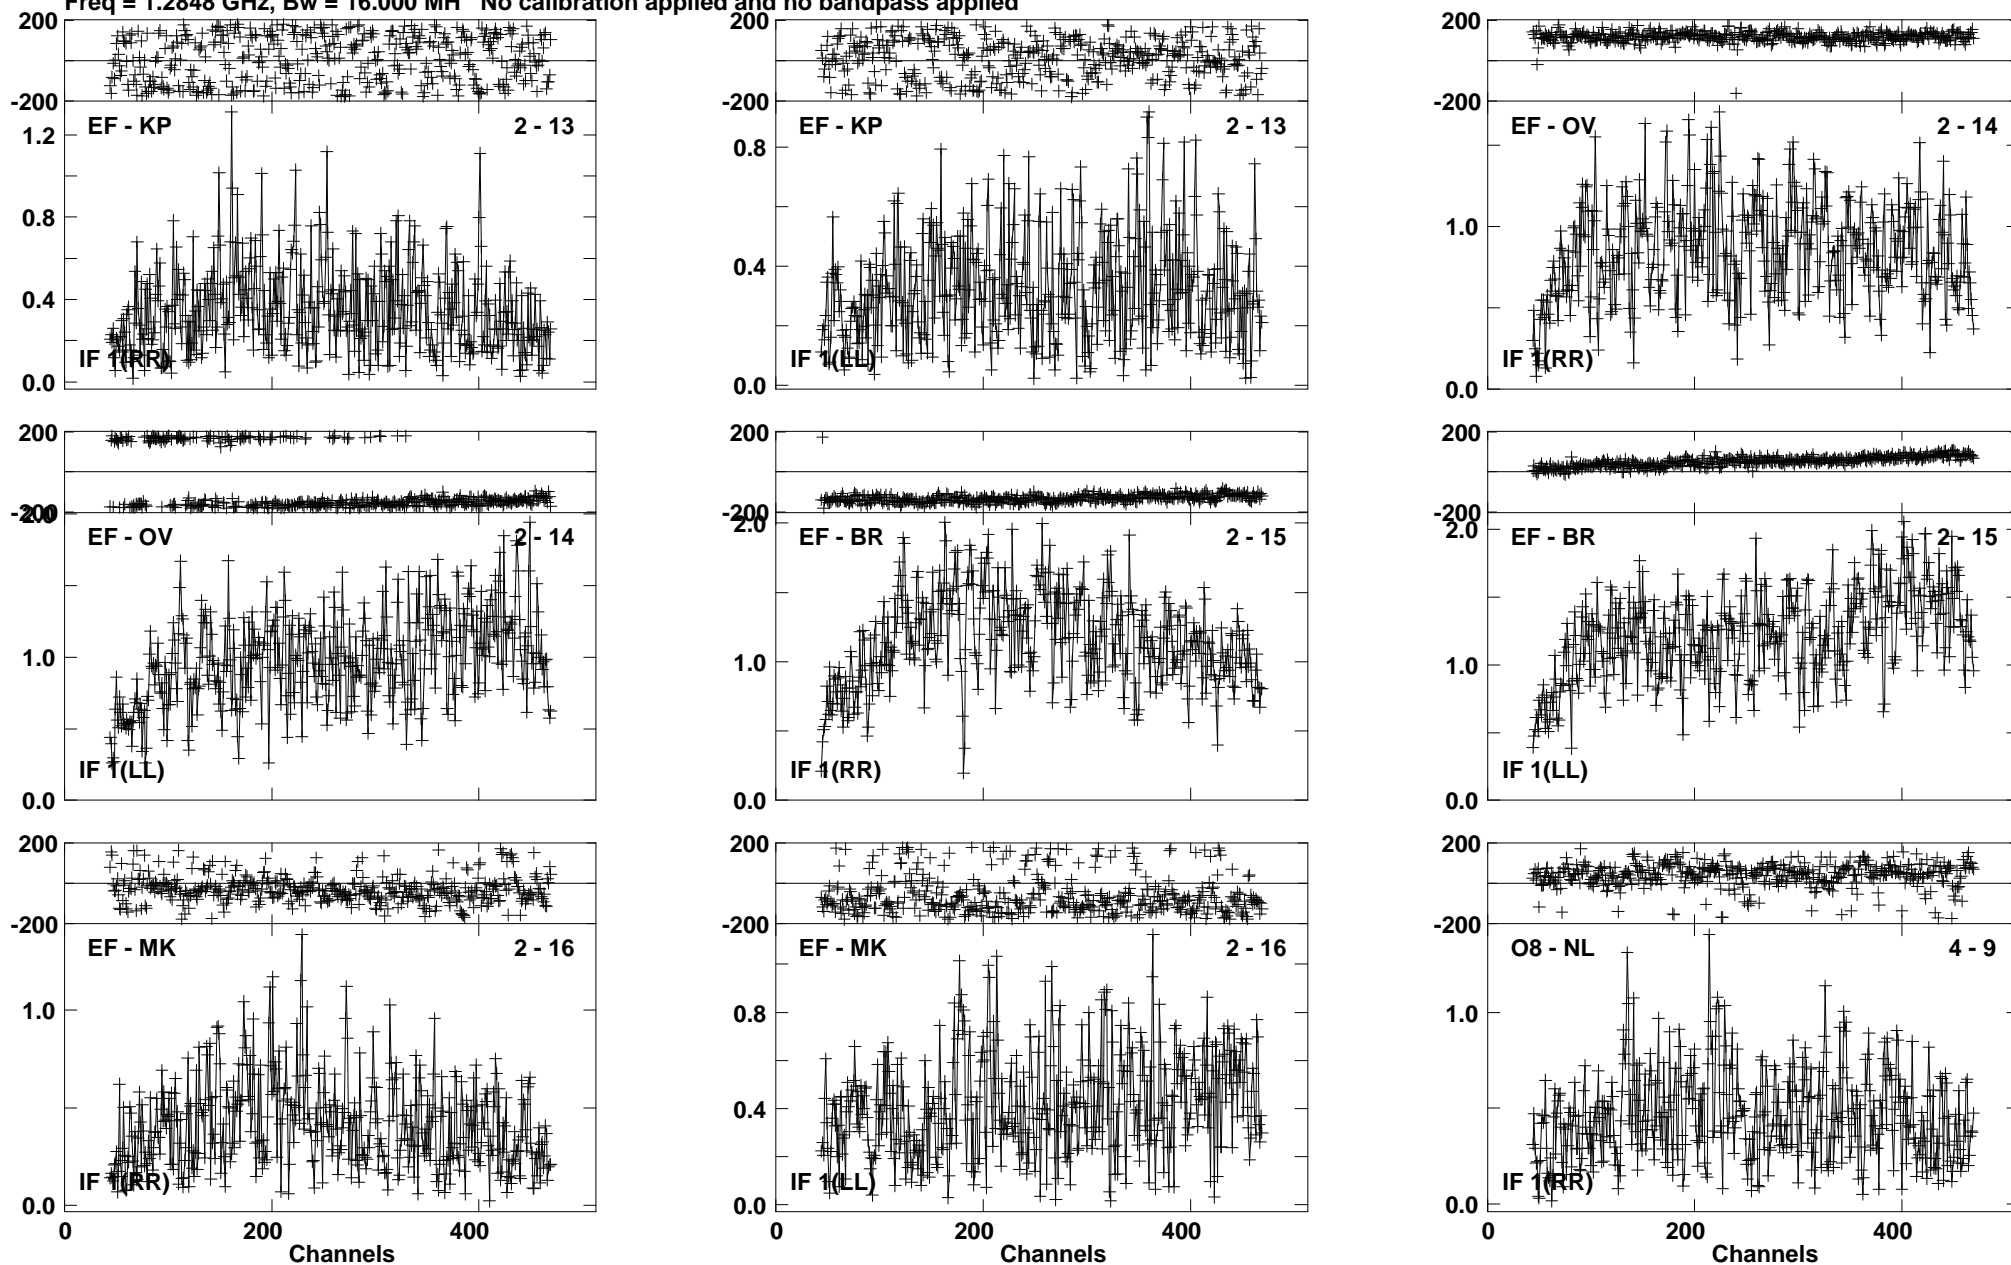 Freq = 1.2848 GHz, Bw = 16.000 MH No calibration applied and no bandpass applied
200
-200
EF - KP 2 - 13
1.2
0.8
0.4
0.0
IF 1(RR)
200
-200
EF - KP 2 - 13
0.8
0.4
0.0
IF 1(LL)
200
-200
EF - OV 2 - 14
1.0
0.0
IF 1(RR)
200
-200
2.0
EF - OV 2 - 14
1.0
0.0
IF 1(LL)
200
-200
2.0
EF - BR 2 - 15
1.0
0.0
IF 1(RR)
200
-200
2.0
EF - BR 2 - 15
1.0
0.0
IF 1(LL)
200
-200
EF - MK 2 - 16
1.0
0.0
IF 1(RR)
0 200 400
Channels
200
-200
EF - MK 2 - 16
0.8
0.4
0.0
IF 1(LL)
0 200 400
Channels
200
-200
O8 - NL 4 - 9
1.0
0.0
IF 1(RR)
0 200 400
Channels